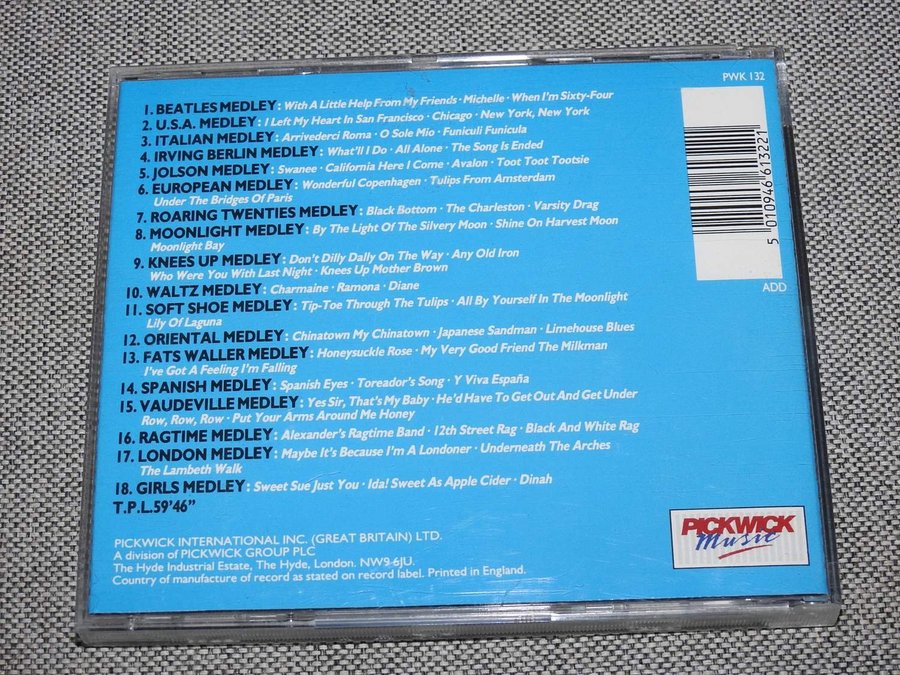 PWK 132
1. BEATLES MEDLEY: With A Little Help From My Friends · Michelle · When I'm Sixty-Four
2. U.S.A. MEDLEY: I Left My Heart In San Francisco · Chicago · New York, New York
3. ITALIAN MEDLEY: Arrivederci Roma · O Sole Mio · Funiculi Funicula
4. IRVING BERLIN MEDLEY: What'll I Do · All Alone · The Song Is Ended
5. JOLSON MEDLEY: Swanee · California Here I Come · Avalon · Toot Toot Tootsie
6. EUROPEAN MEDLEY: Wonderful Copenhagen · Tulips From Amsterdam
Under The Bridges Of Paris
7. ROARING TWENTIES MEDLEY: Black Bottom · The Charleston · Varsity Drag
8. MOONLIGHT MEDLEY: By The Light Of The Silvery Moon · Shine On Harvest Moon
Moonlight Bay
9. KNEES UP MEDLEY: Don't Dilly Dally On The Way · Any Old Iron
Who Were You With Last Night · Knees Up Mother Brown
10. WALTZ MEDLEY: Charmaine · Ramona · Diane
11. SOFT SHOE MEDLEY: Tip-Toe Through The Tulips · All By Yourself In The Moonlight
Lily Of Laguna
12. ORIENTAL MEDLEY: Chinatown My Chinatown · Japanese Sandman · Limehouse Blues
13. FATS WALLER MEDLEY: Honeysuckle Rose · My Very Good Friend The Milkman
I've Got A Feeling I'm Falling
14. SPANISH MEDLEY: Spanish Eyes · Toreador's Song · Y Viva España
15. VAUDEVILLE MEDLEY: Yes Sir, That's My Baby · He'd Have To Get Out And Get Under
Row, Row, Row · Put Your Arms Around Me Honey
16. RAGTIME MEDLEY: Alexander's Ragtime Band · 12th Street Rag · Black And White Rag
17. LONDON MEDLEY: Maybe It's Because I'm A Londoner · Underneath The Arches
The Lambeth Walk
18. GIRLS MEDLEY: Sweet Sue Just You · Ida! Sweet As Apple Cider · Dinah
T.P.L.59'46"
5 010946 613221
ADD
PICKWICK INTERNATIONAL INC. (GREAT BRITAIN) LTD.
A division of PICKWICK GROUP PLC
The Hyde Industrial Estate, The Hyde, London. NW9 6JU.
Country of manufacture of record as stated on record label. Printed in England.
PICKWICK
Music